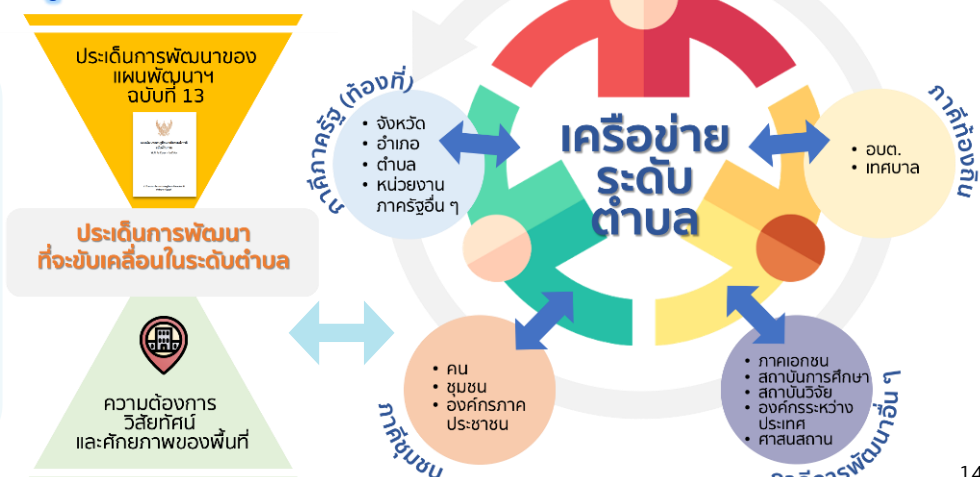 ประเด็นการพัฒนาของ
แผนพัฒนาฯ
ฉบับที่ 13
ประเด็นการพัฒนา
ที่จะขับเคลื่อนในระดับตำบล
ความต้องการ
วิสัยทัศน์
และศักยภาพของพื้นที่
ภาคีภาครัฐ (ท้องที่)
• จังหวัด
• อำเภอ
• ตำบล
• หน่วยงาน
ภาครัฐอื่น ๆ
เครือข่าย
ระดับ
ตำบล
ภาคีท้องถิ่น
• อบต.
• เทศบาล
• คน
• ชุมชน
• องค์กรภาค
ประชาชน
ภาคีชุมชน
• ภาคเอกชน
• สถาบันการศึกษา
• สถาบันวิจัย
• องค์กรระหว่าง
ประเทศ
• ศาสนสถาน
ภาคีการพัฒนาอื่น ๆ
14